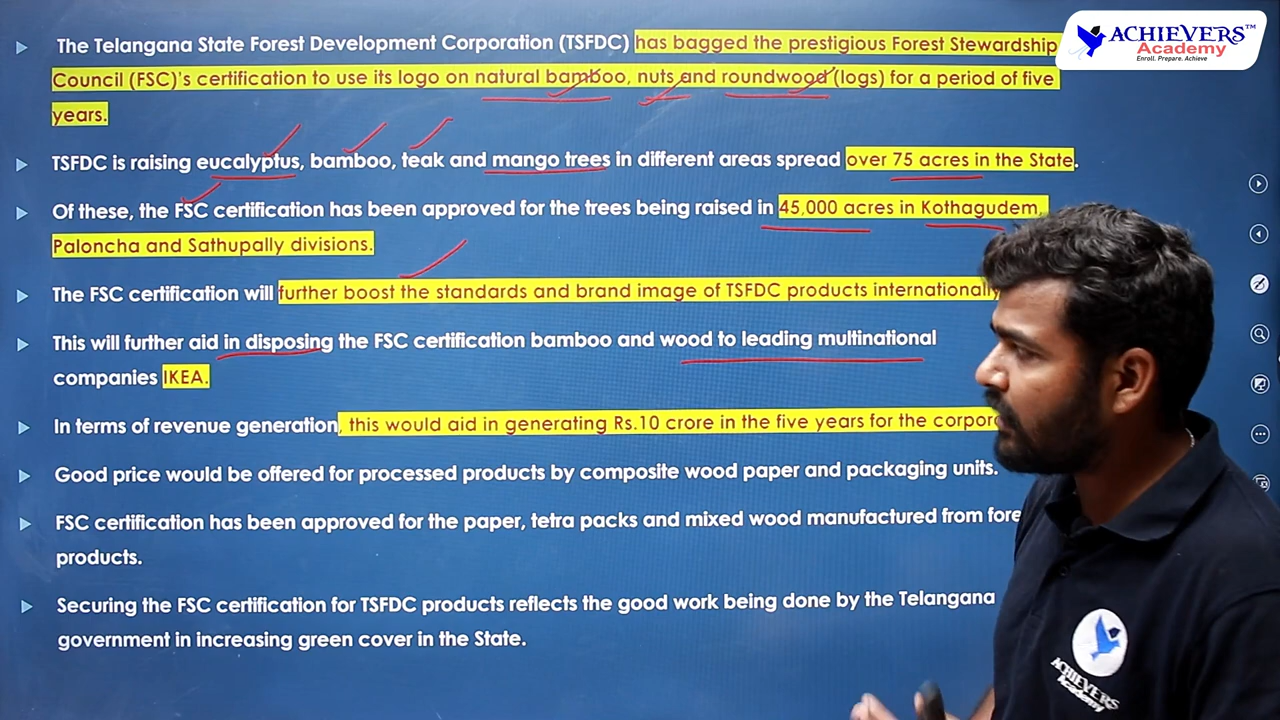 The Telangana State Forest Development Corporation (TSFDC) has bagged the prestigious Forest Stewardship
Council (FSC)'s certification to use its logo on natural bamboo, nuts and roundwood (logs) for a period of five
years.
TSFDC is raising eucalyptus, bamboo, teak and mango trees in different areas spread over 75 acres in the State.
Of these, the FSC certification has been approved for the trees being raised in 45,000 acres in Kothagudem,
Paloncha and Sathupally divisions.
The FSC certification will further boost the standards and brand image of TSFDC products internationally
This will further aid in disposing the FSC certification bamboo and wood to leading multinational
companies IKEA.
In terms of revenue generation, this would aid in generating Rs.10 crore in the five years for the
Good price would be offered for processed products by composite wood paper and packaging units.
FSC certification has been approved for the paper, tetra packs and mixed wood manufactured from
products.
Securing the FSC certification for TSFDC products reflects the good work being done by the Telangana
government in increasing green cover in the State.
ACHIEVERS™
Academy
Enroll. Prepare. Achieve
ACHIEVERS
Academy